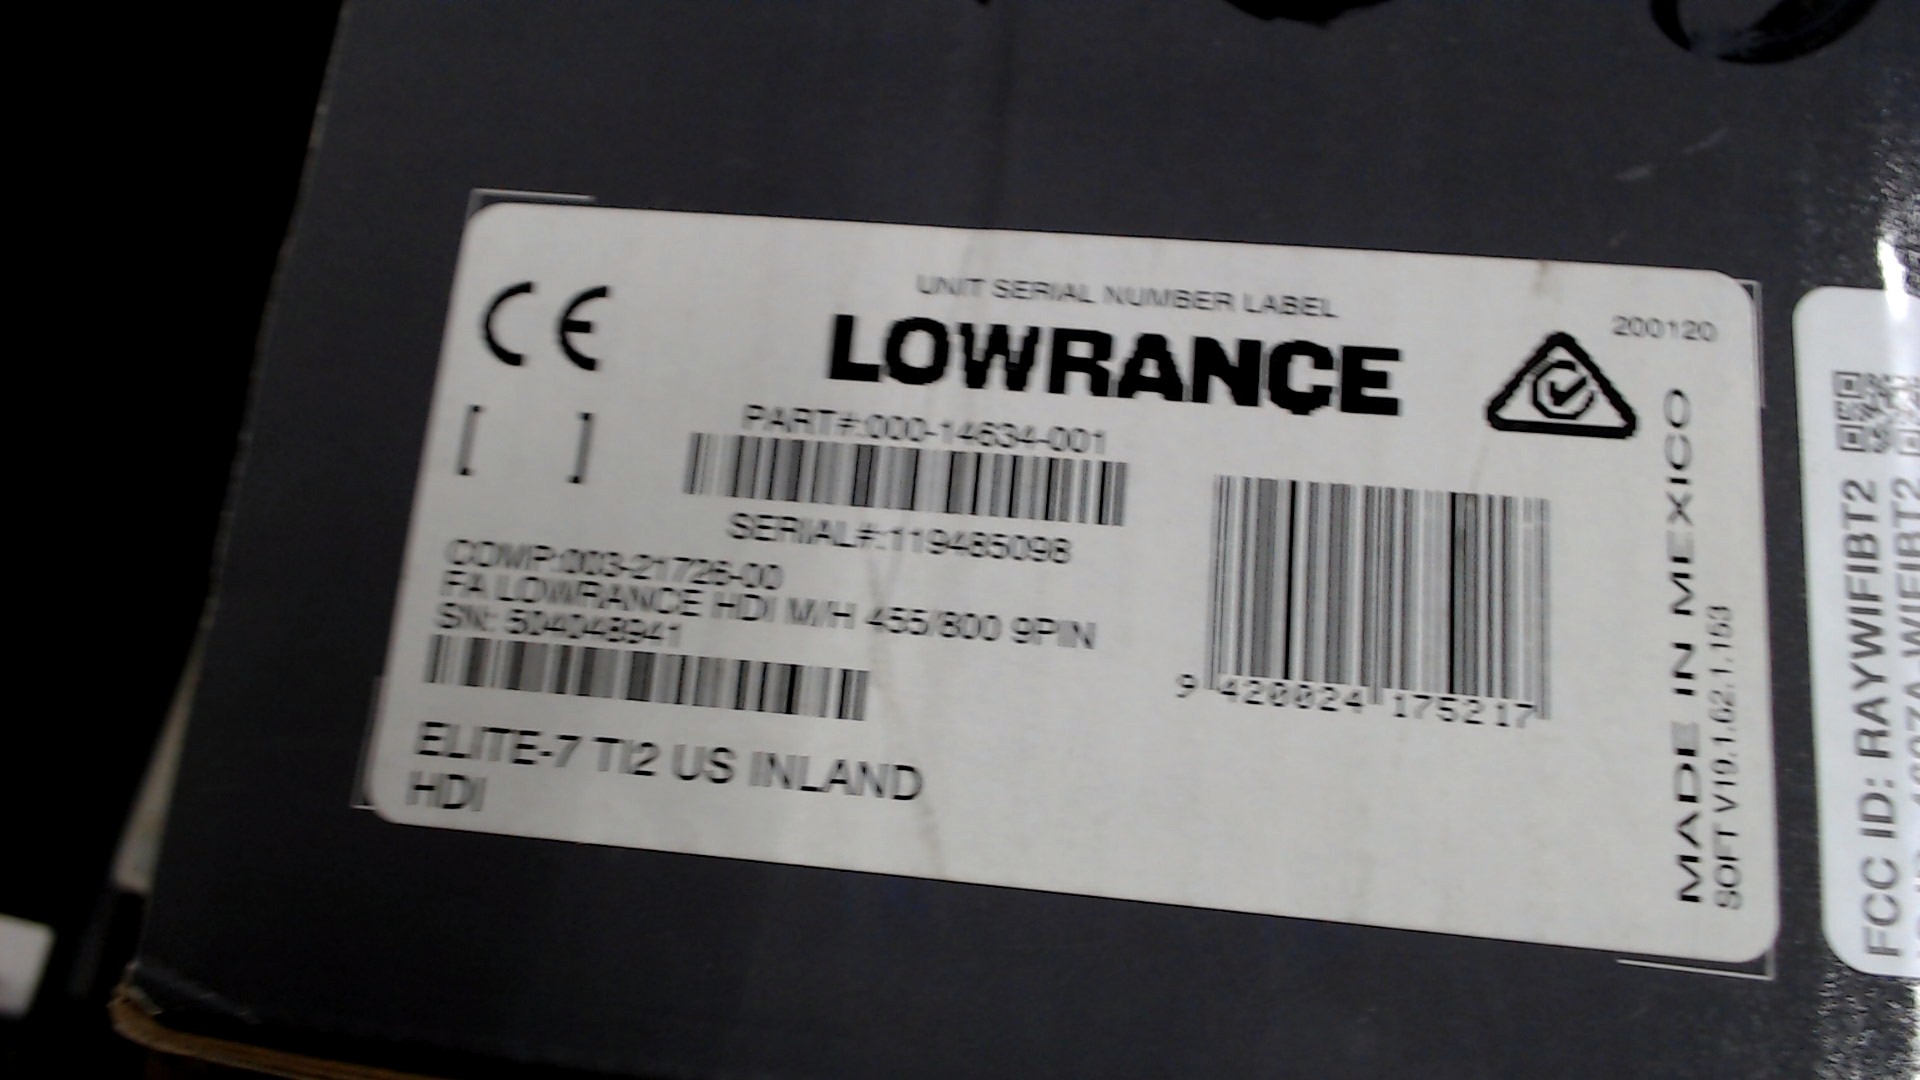 UNIT SERIAL NUMBER LABEL
200120
CE
LOWRANCE
[ ]
PART#:000-14634-001
SERIAL#:119485098
COMP:003-21726-00
FA LOWRANCE HDI M/H 455/800 9PIN
SN: 504048941
9 420024 175217
ELITE-7 TI2 US INLAND
HDI
MADE IN MEXICO
SOFT V19.1.62.1.153
FCC ID: RAYWIFIBT2